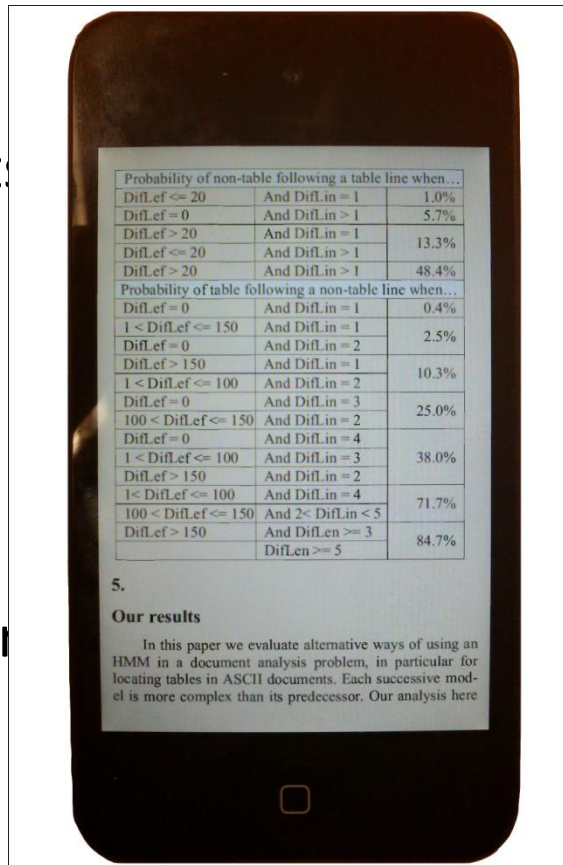 Probability of non-table following a table line when...
DifLef <= 20 And DifLin = 1 1.0%
DifLef = 0 And DifLin > 1 5.7%
DifLef > 20 And DifLin = 1 13.3%
DifLef <= 20 And DifLin > 1
DifLef > 20 And DifLin > 1 48.4%
Probability of table following a non-table line when...
DifLef = 0 And DifLin = 1 0.4%
1 < DifLef <= 150 And DifLin = 1 2.5%
DifLef = 0 And DifLin = 2
DifLef > 150 And DifLin = 1 10.3%
1 < DifLef <= 100 And DifLin = 2
DifLef = 0 And DifLin = 3 25.0%
100 < DifLef <= 150 And DifLin = 2
DifLef = 0 And DifLin = 4 38.0%
1 < DifLef <= 100 And DifLin = 3
DifLef > 150 And DifLin = 2
1< DifLef <= 100 And DifLin = 4 71.7%
100 < DifLef <= 150 And 2< DifLin < 5
DifLef > 150 And DifLen >= 3 84.7%
DifLen >= 5
5.
Our results
In this paper we evaluate alternative ways of using an
HMM in a document analysis problem, in particular for
locating tables in ASCII documents. Each successive mod-
el is more complex than its predecessor. Our analysis here